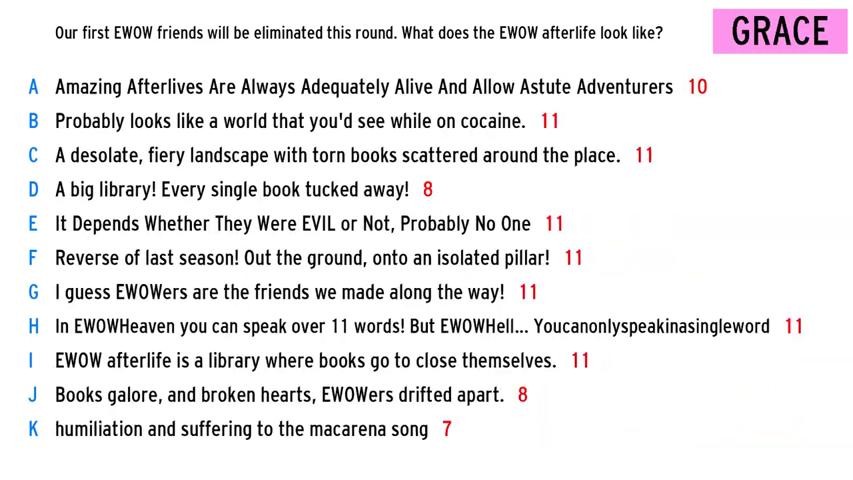 Our first EWOW friends will be eliminated this round. What does the EWOW afterlife look like?
GRACE
A Amazing Afterlives Are Always Adequately Alive And Allow Astute Adventurers 10
B Probably looks like a world that you'd see while on cocaine. 11
C A desolate, fiery landscape with torn books scattered around the place. 11
D A big library! Every single book tucked away! 8
E It Depends Whether They Were EVIL or Not, Probably No One 11
F Reverse of last season! Out the ground, onto an isolated pillar! 11
G I guess EWOWers are the friends we made along the way! 11
H In EWOWHeaven you can speak over 11 words! But EWOWHell... Youcanonlyspeakinasingleword 11
I EWOW afterlife is a library where books go to close themselves. 11
J Books galore, and broken hearts, EWOWers drifted apart. 8
K humiliation and suffering to the macarena song 7